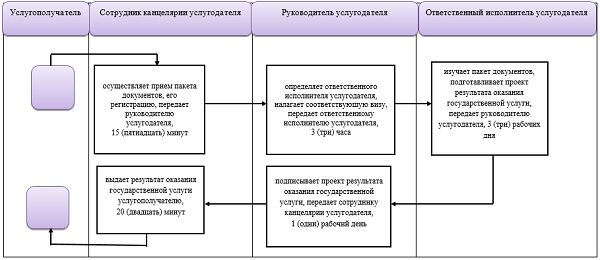 Услугополучатель
Сотрудник канцелярии услугодателя
Руководитель услугодателя
Ответственный исполнитель услугодателя
осуществляет прием пакета
документов, его
регистрацию, передает
руководителю
услугодателя,
15 (пятнадцать) минут
определяет ответственного
исполнителя услугодателя,
налагает соответствующую визу,
передает ответственному
исполнителю услугодателя,
3 (три) часа
изучает пакет документов,
подготавливает проект
результата оказания
государственной услуги,
передает руководителю
услугодателя, 3 (три) рабочих
дня
выдает результат оказания
государственной услуги
услугополучателю,
20 (двадцать) минут
подписывает проект результата
оказания государственной
услуги, передает сотруднику
канцелярии услугодателя,
1 (один) рабочий день